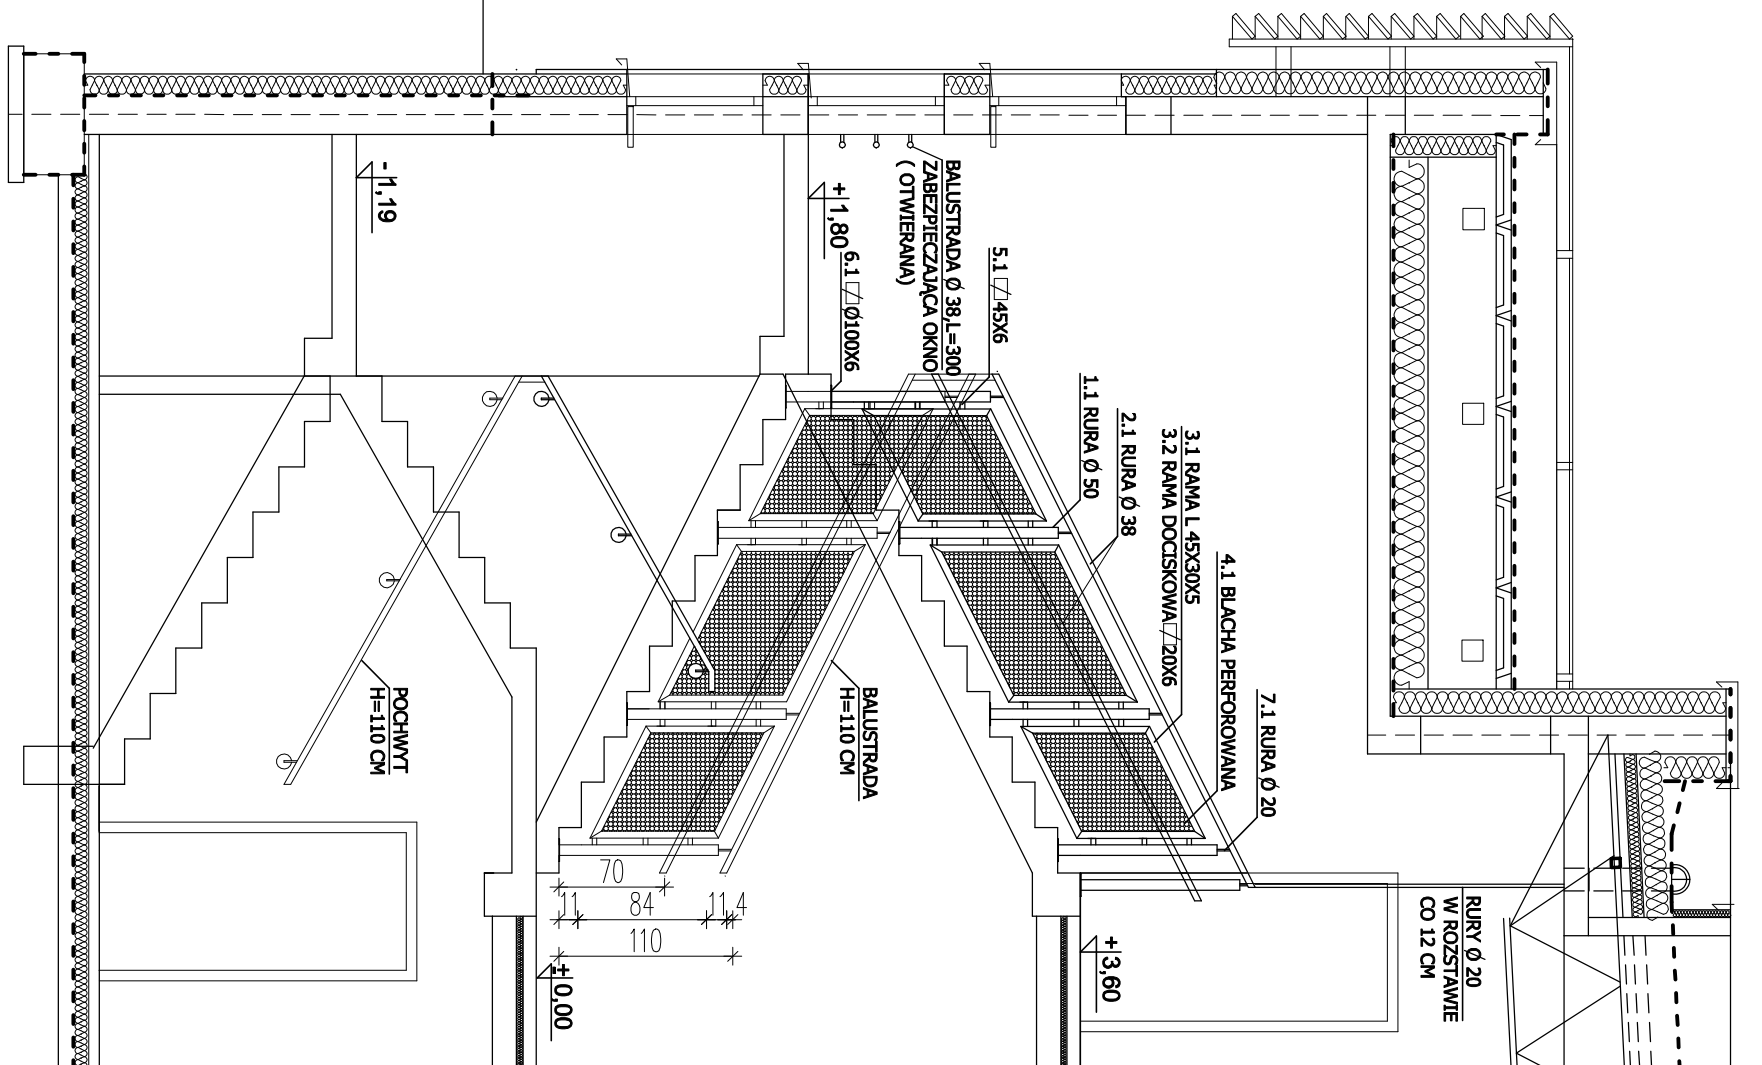 -1,19
+1,80
BALUSTRADA Ø 38,L=300
ZABEZPIECZAJĄCA OKNO
( OTWIERANA)
6.1 Ø100X6
5.1 45X6
1.1 RURA Ø 50
2.1 RURA Ø 38
3.1 RAMA L 45X30X5
3.2 RAMA DOCISKOWA 20X6
4.1 BLACHA PERFOROWANA
7.1 RURA Ø 20
RURY Ø 20
W ROZSTAWIE
CO 12 CM
POCHWYT
H=110 CM
BALUSTRADA
H=110 CM
70
11 84 11 4
110
+0,00
+3,60